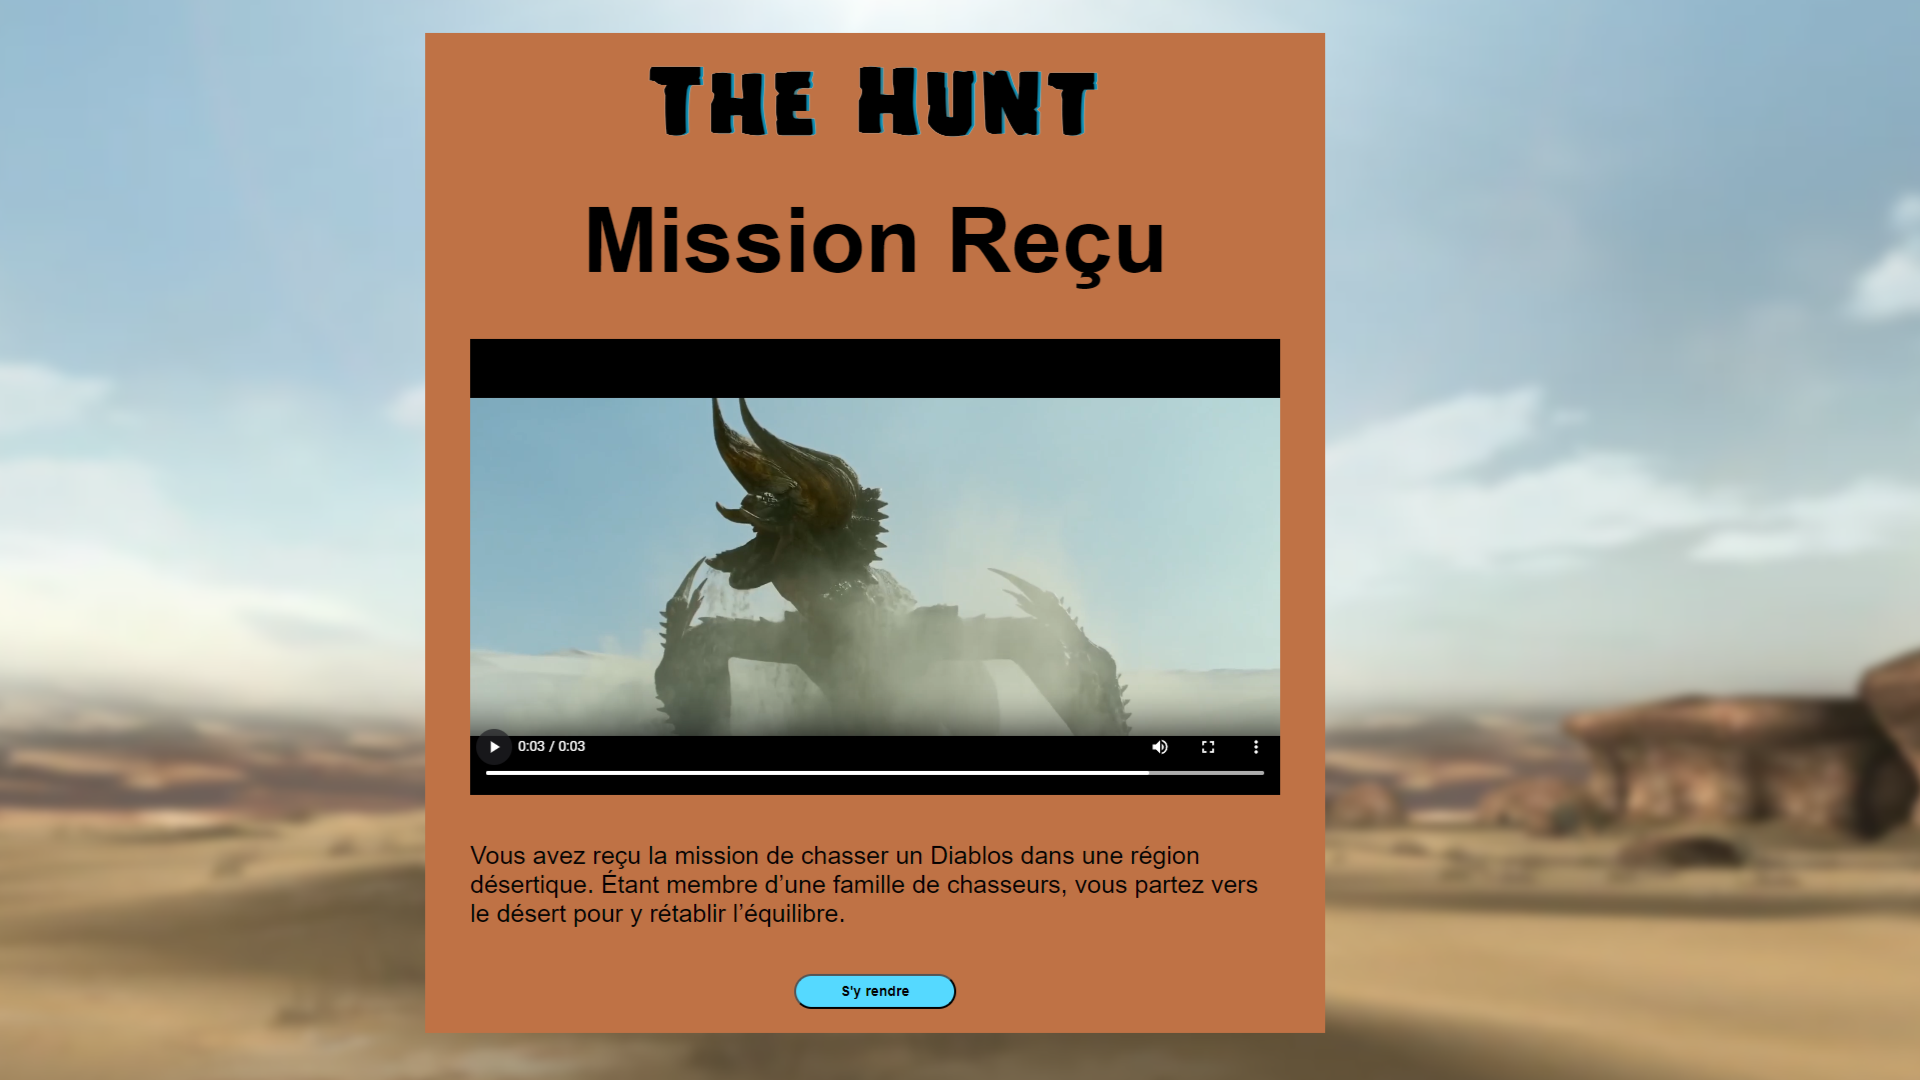 The Hunt
Mission Reçu
0:03 / 0:03
Vous avez reçu la mission de chasser un Diablos dans une région
désertique. Étant membre d’une famille de chasseurs, vous partez vers
le désert pour y rétablir l’équilibre.
S'y rendre